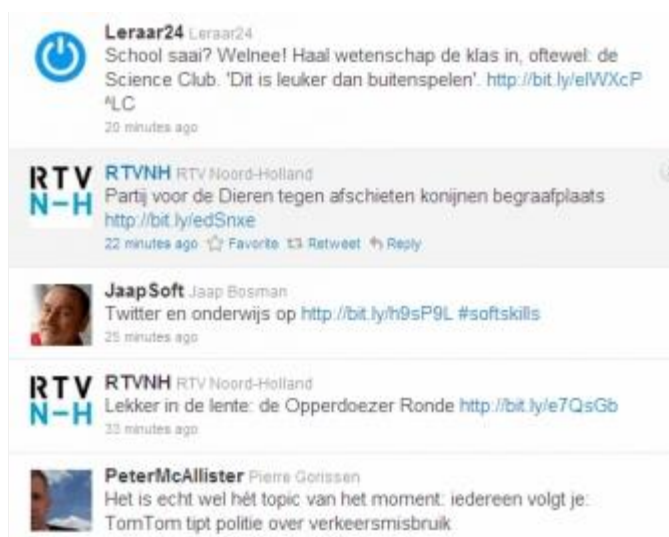 Leraar24 Leraar24
School saai? Welnee! Haal wetenschap de klas in, oftewel: de
Science Club. 'Dit is leuker dan buitenspelen'. http://bit.ly/elWXcP
^LC
20 minutes ago
RTV
N-H
RTVNH RTV Noord-Holland
Partij voor de Dieren tegen afschieten konijnen begraafplaats
http://bit.ly/edSnxe
22 minutes ago Favorite Retweet Reply
JaapSoft Jaap Bosman
Twitter en onderwijs op http://bit.ly/h9sP9L #softskills
25 minutes ago
RTV
N-H
RTVNH RTV Noord-Holland
Lekker in de lente: de Opperdoezer Ronde http://bit.ly/e7QsGb
33 minutes ago
PeterMcAllister Pierre Gorissen
Het is echt wel hét topic van het moment: iedereen volgt je:
TomTom tipt politie over verkeersmisbruik